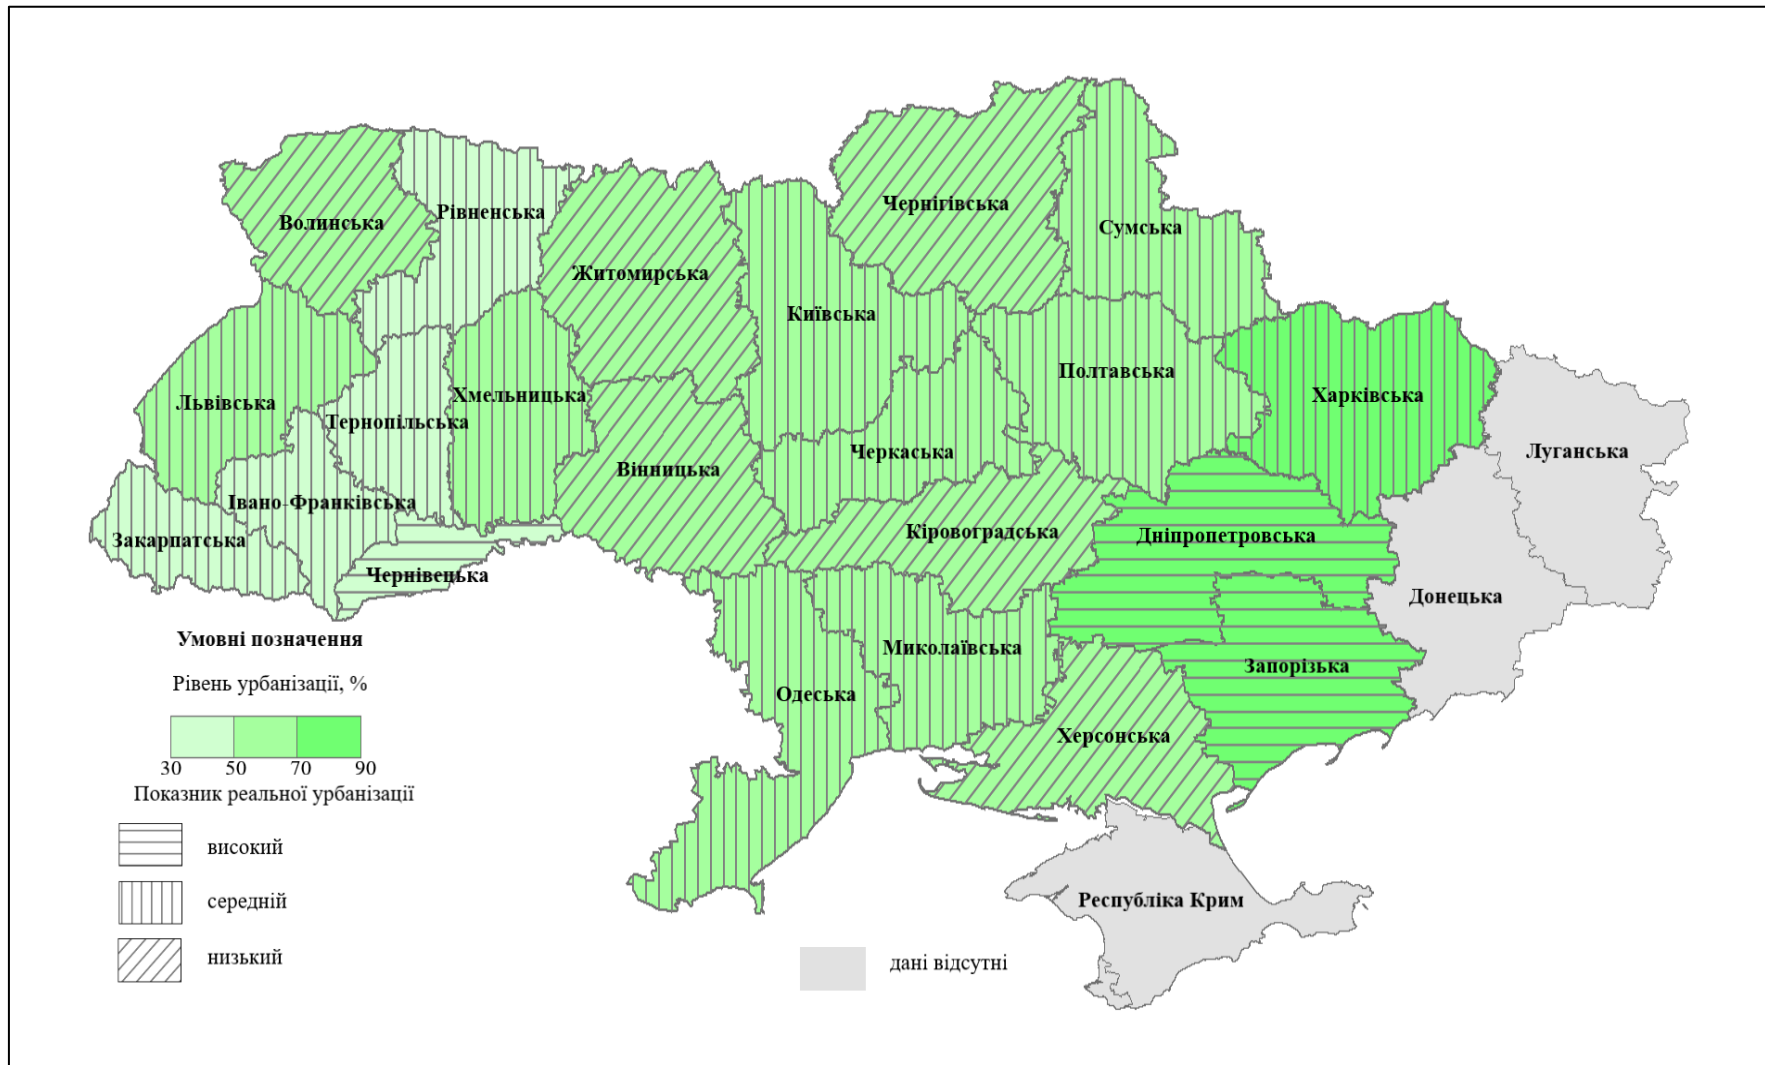 Чернігівська
Рівненська
Волинська
Сумська
Житомирська
Київська
Полтавська
Хмельницька
Харківська
Львівська
Тернопільська
Черкаська
Луганська
Вінницька
Івано-Франківська
Кіровоградська
Дніпропетровська
Закарпатська
Чернівецька
Донецька
Миколаївська
Запорізька
Одеська
Херсонська
Республіка Крим
Умовні позначення
Рівень урбанізації, %
30 50 70 90
Показник реальної урбанізації
високий
середній
низький
дані відсутні